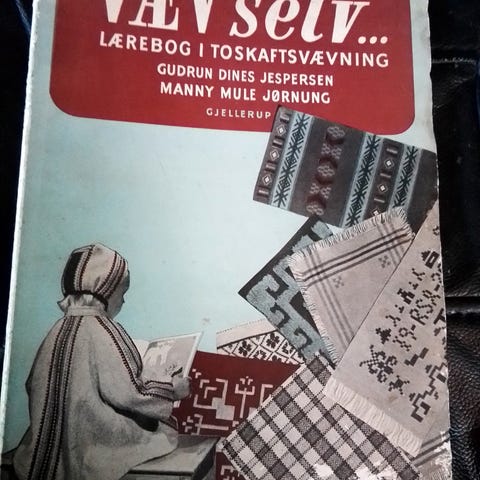 VÆV selv...
LÆREBOG I TOSKAFTSVÆVNING
GUDRUN DINES JESPERSEN
MANNY MULE JØRNUNG
GJELLERUP